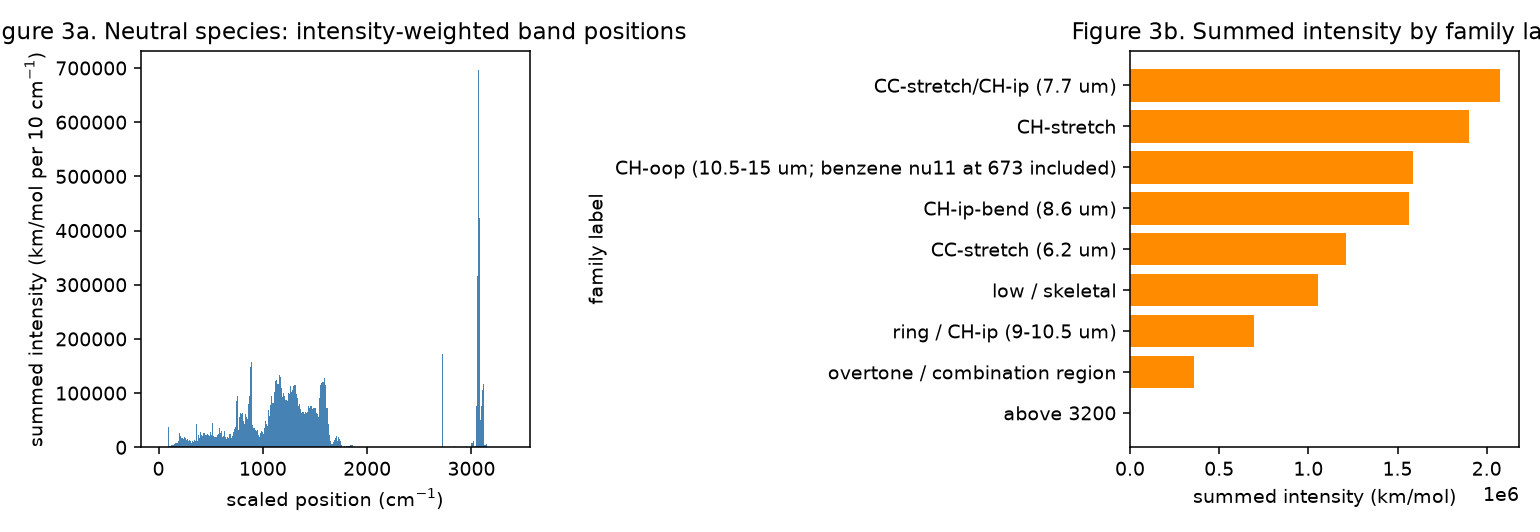 gure 3a. Neutral species: intensity-weighted band positions
summed intensity (km/mol per 10 cm⁻¹)
700000
600000
500000
400000
300000
200000
100000
0
0 1000 2000 3000
scaled position (cm⁻¹)
Figure 3b. Summed intensity by family la
family label
CC-stretch/CH-ip (7.7 um)
CH-stretch
CH-oop (10.5-15 um; benzene nu11 at 673 included)
CH-ip-bend (8.6 um)
CC-stretch (6.2 um)
low / skeletal
ring / CH-ip (9-10.5 um)
overtone / combination region
above 3200
0.0 0.5 1.0 1.5 2.0
summed intensity (km/mol) 1e6